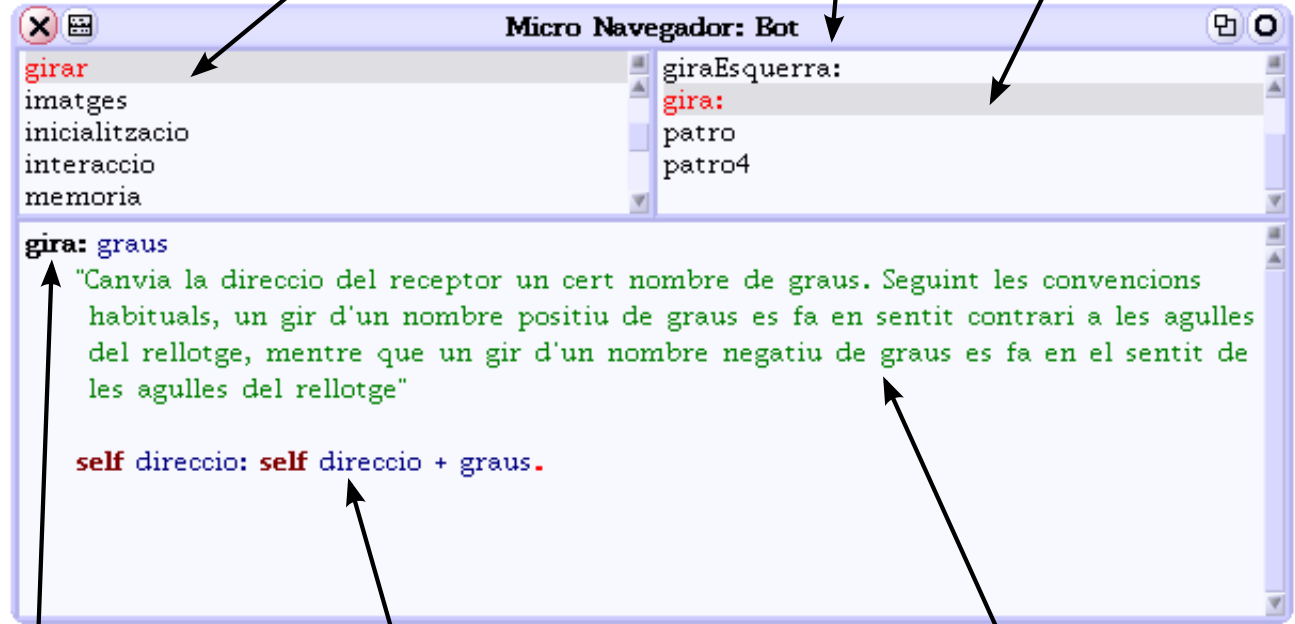 Micro Navegador: Bot
girar
imatges
inicialitzacio
interaccio
memoria
giraEsquerra:
gira:
patro
patro4
gira: graus
"Canvia la direccio del receptor un cert nombre de graus. Seguint les convencions
habituals, un gir d'un nombre positiu de graus es fa en sentit contrari a les agulles
del rellotge, mentre que un gir d'un nombre negatiu de graus es fa en el sentit de
les agulles del rellotge"
self direccio: self direccio + graus.